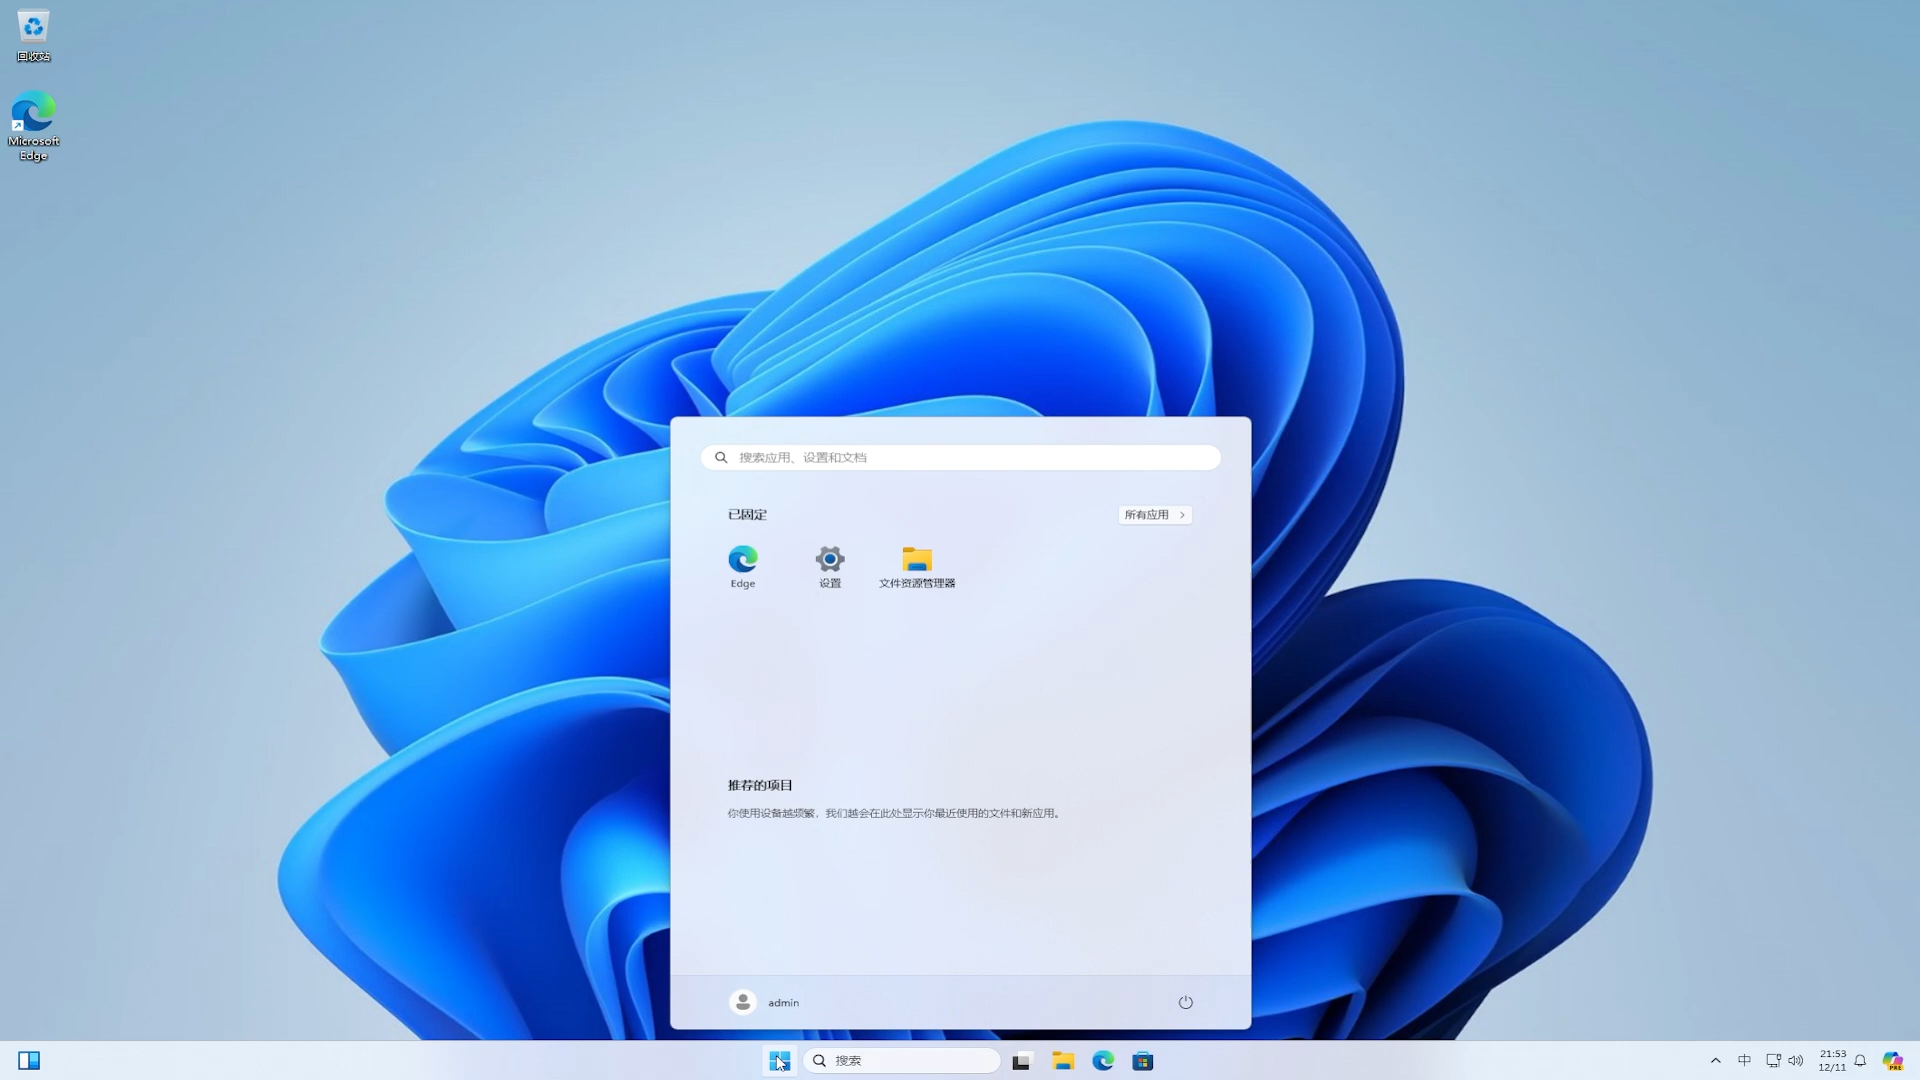 回收站
Microsoft
Edge
搜索应用、设置和文档
已固定
所有应用
Edge
设置
文件资源管理器
推荐的项目
你使用设备越频繁，我们越会在此处显示你最近使用的文件和新应用。
admin
搜索
中
21:53
12/11
PRE